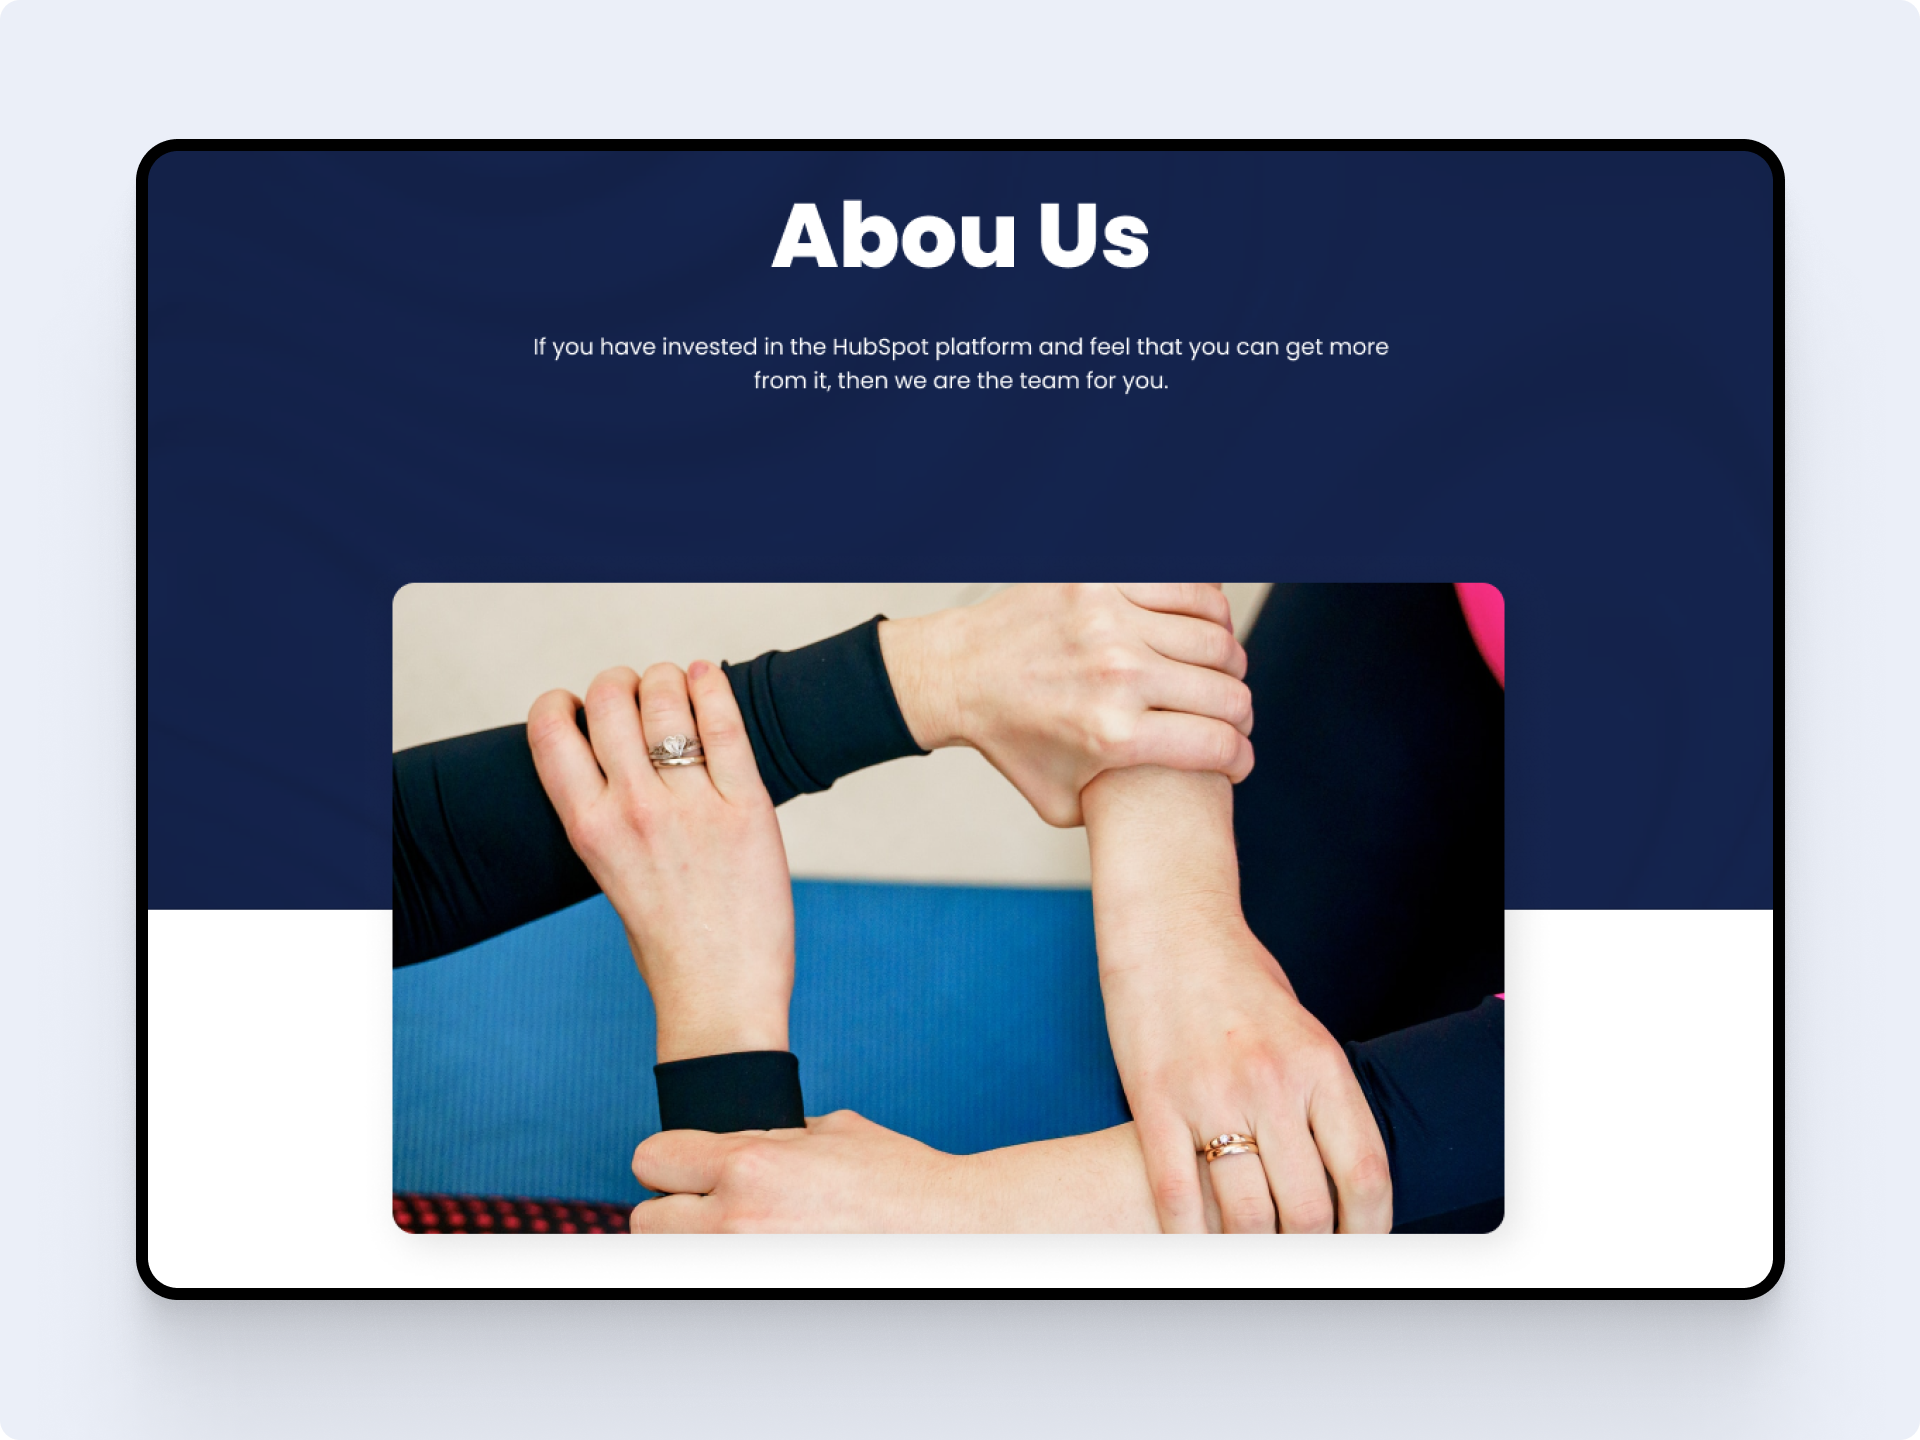 Abou Us
If you have invested in the HubSpot platform and feel that you can get more
from it, then we are the team for you.